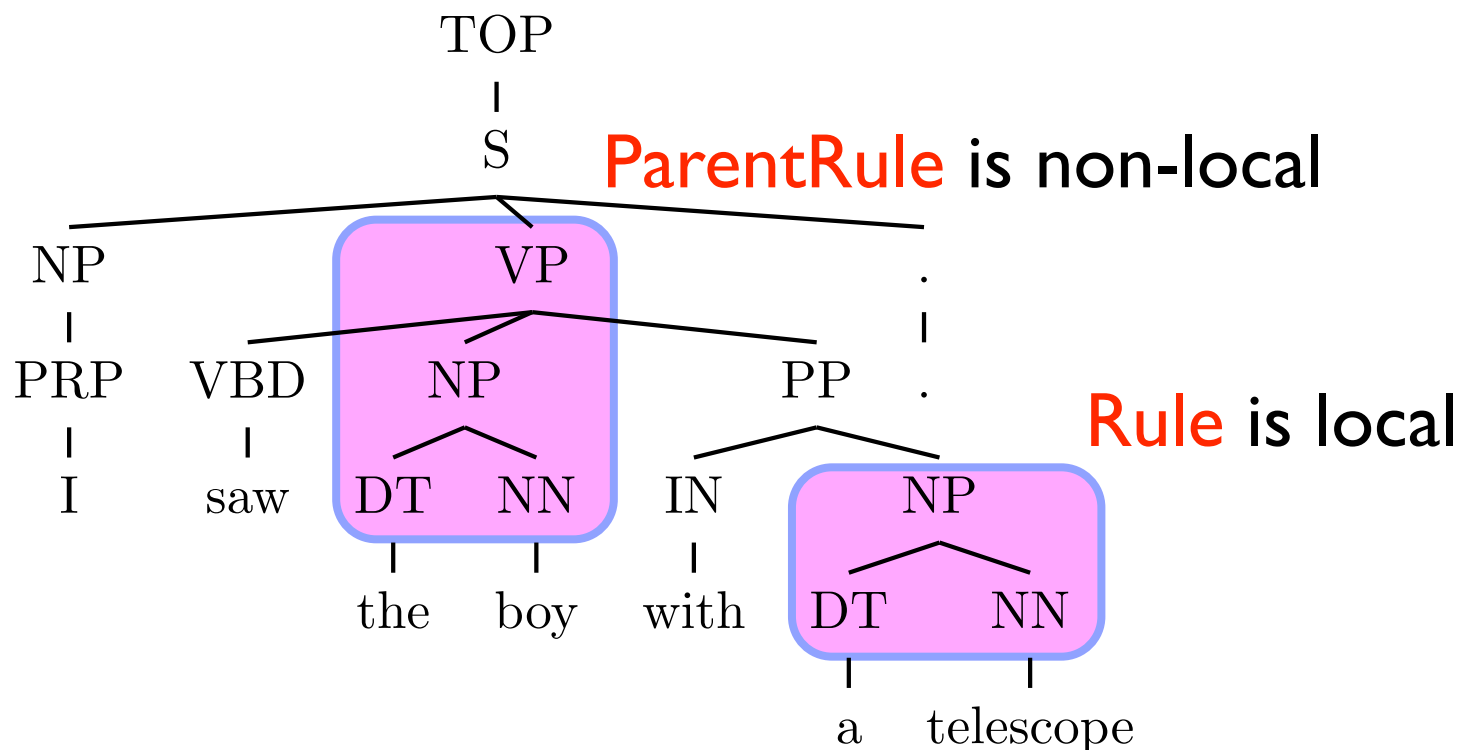 TOP
S
ParentRule is non-local
NP VP .
PRP VBD NP PP .
Rule is local
I saw DT NN IN NP
the boy with DT NN
a telescope